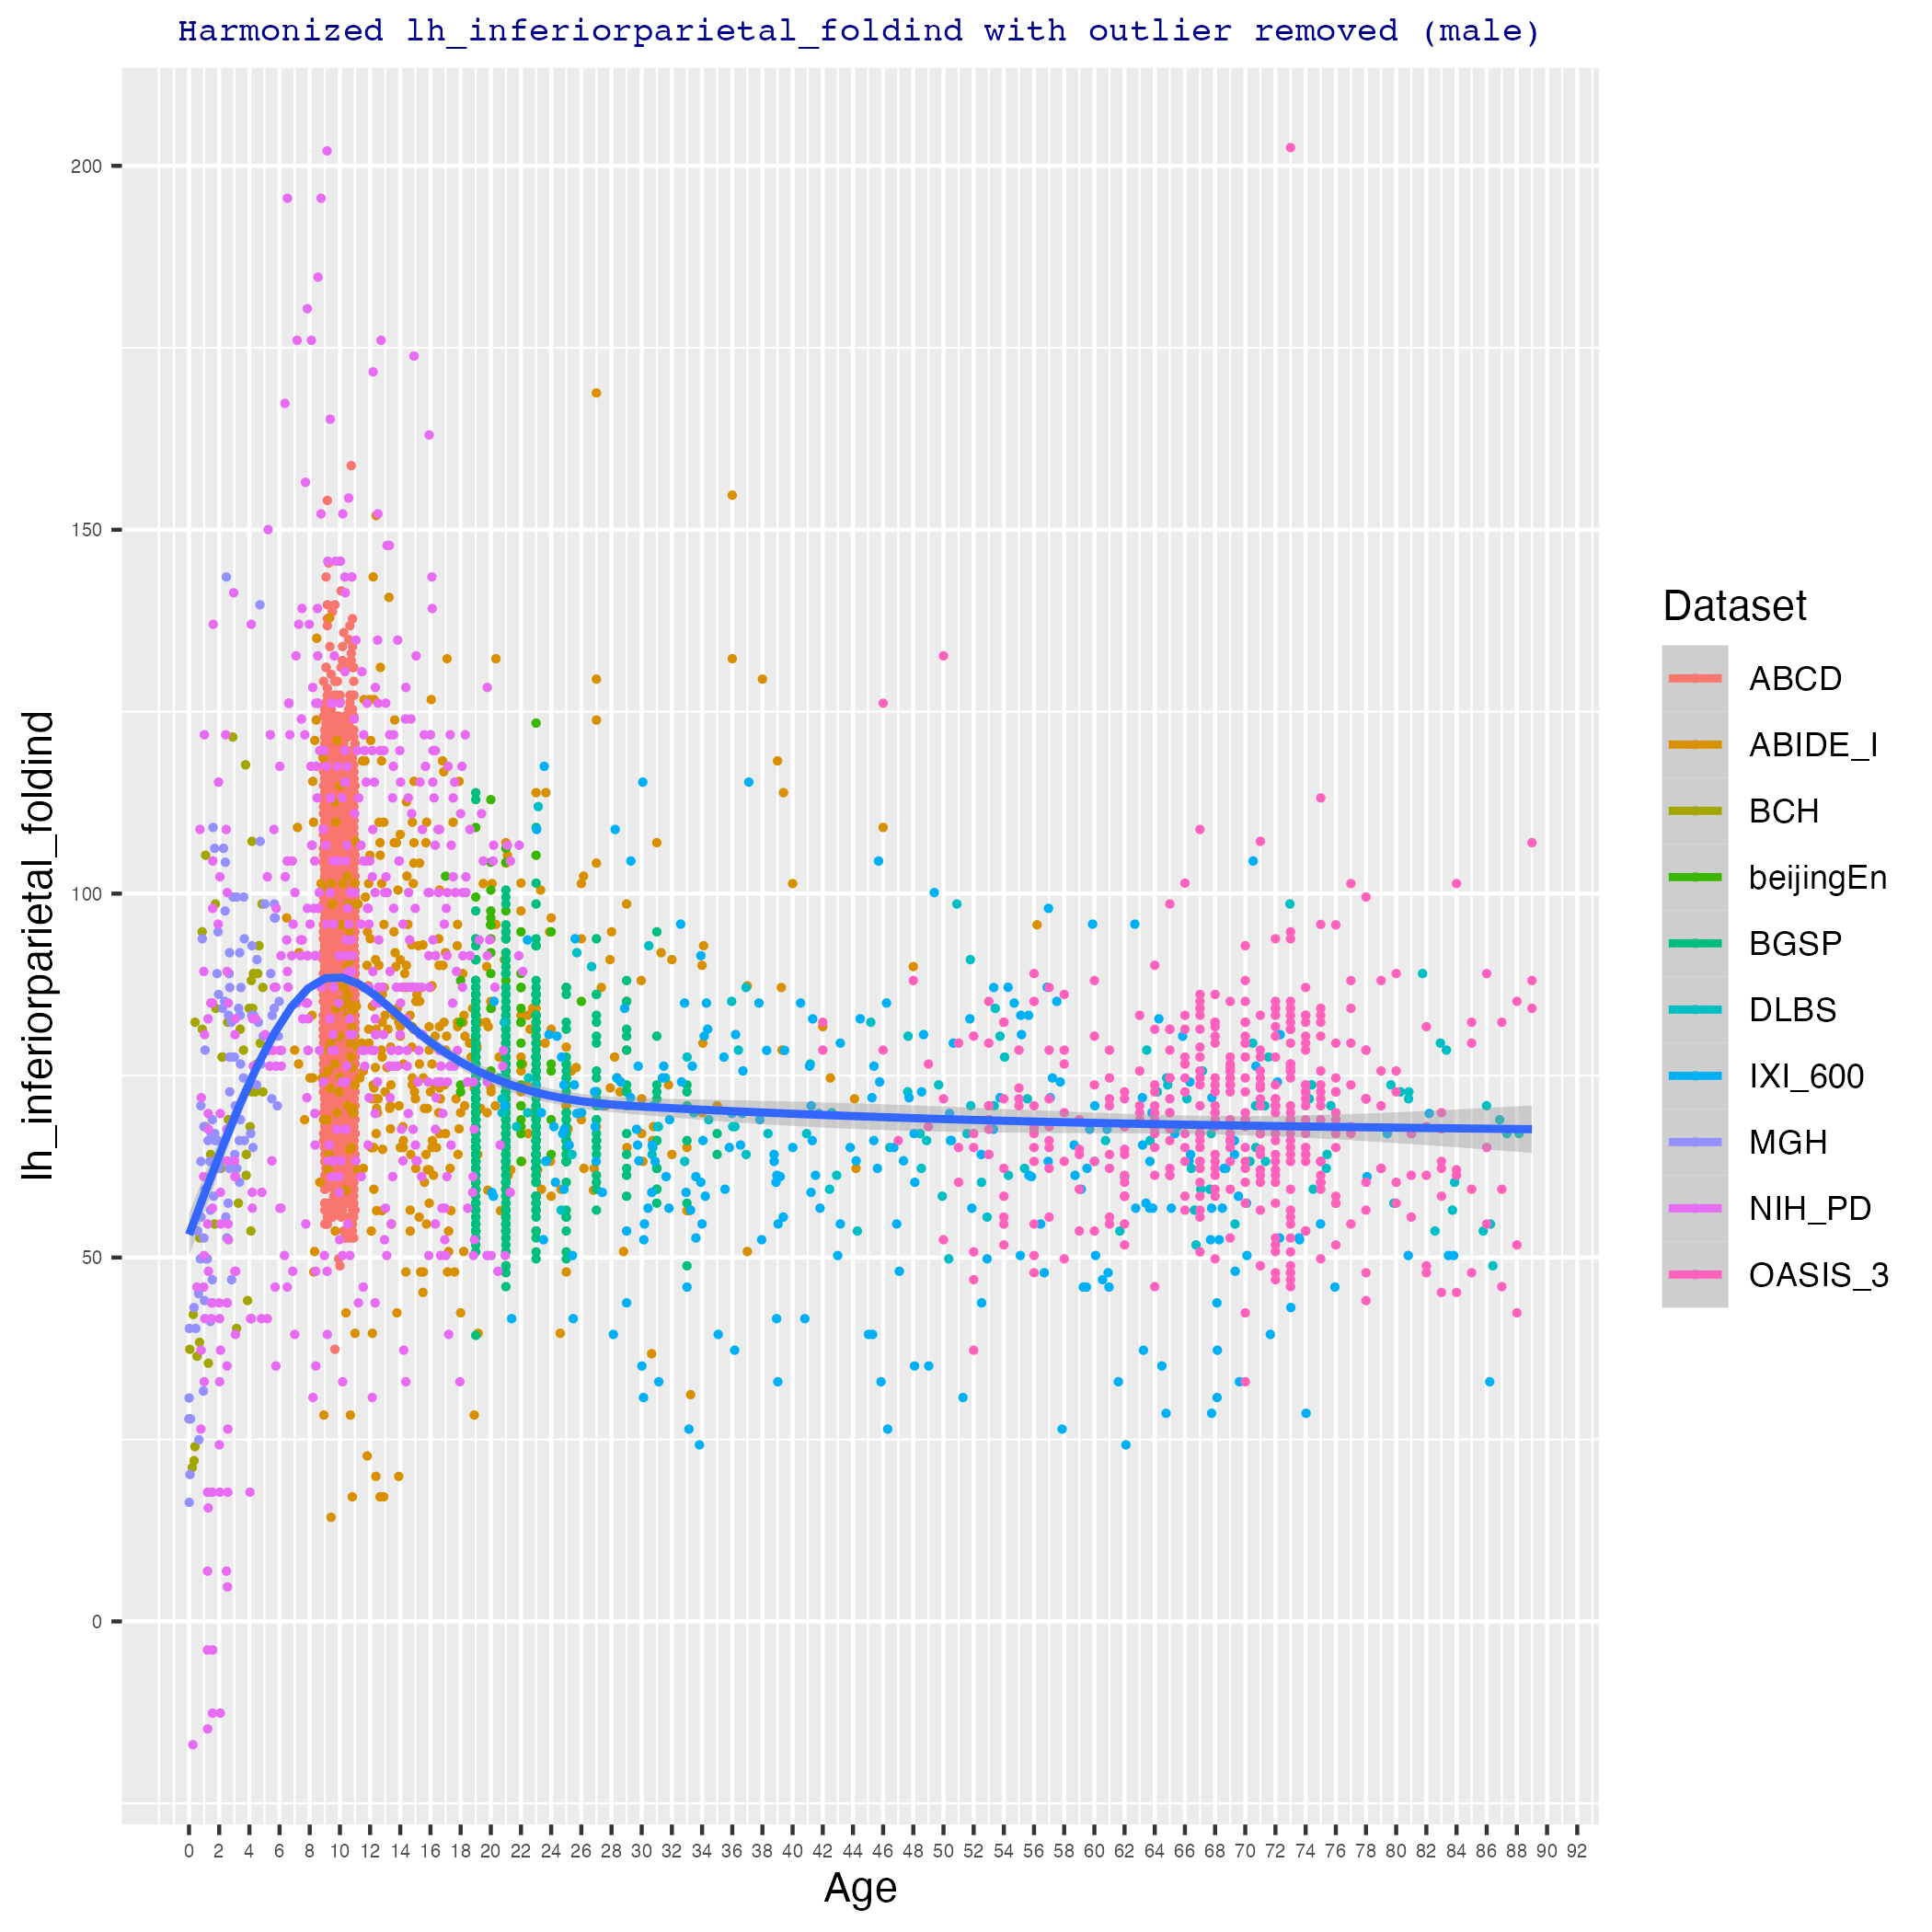 Harmonized lh_inferiorparietal_foldind with outlier removed (male)
lh_inferiorparietal_foldind
200
150
100
50
0
0 2 4 6 8 10 12 14 16 18 20 22 24 26 28 30 32 34 36 38 40 42 44 46 48 50 52 54 56 58 60 62 64 66 68 70 72 74 76 78 80 82 84 86 88 90 92
Age
Dataset
ABCD
ABIDE_I
BCH
beijingEn
BGSP
DLBS
IXI_600
MGH
NIH_PD
OASIS_3